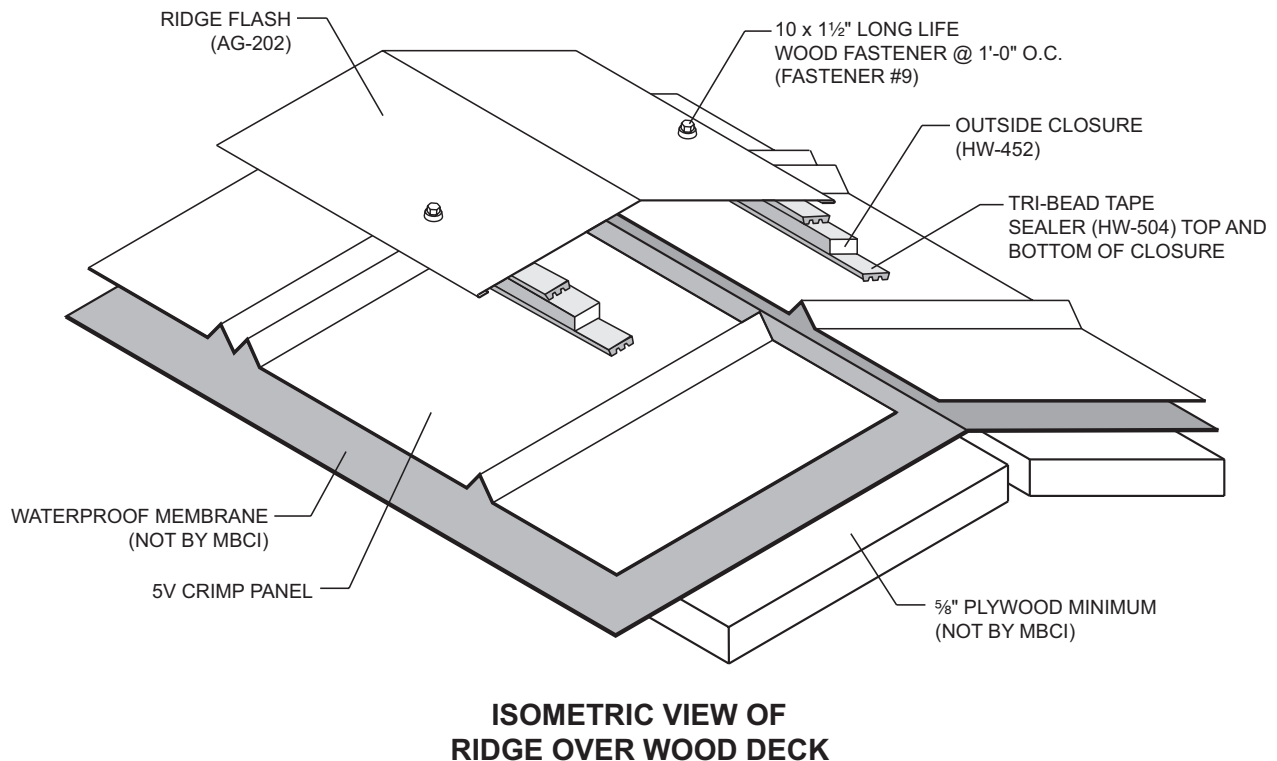 RIDGE FLASH
(AG-202)
10 x 1½" LONG LIFE
WOOD FASTENER @ 1'-0" O.C.
(FASTENER #9)
OUTSIDE CLOSURE
(HW-452)
TRI-BEAD TAPE
SEALER (HW-504) TOP AND
BOTTOM OF CLOSURE
WATERPROOF MEMBRANE
(NOT BY MBCI)
5V CRIMP PANEL
⅝" PLYWOOD MINIMUM
(NOT BY MBCI)
ISOMETRIC VIEW OF
RIDGE OVER WOOD DECK